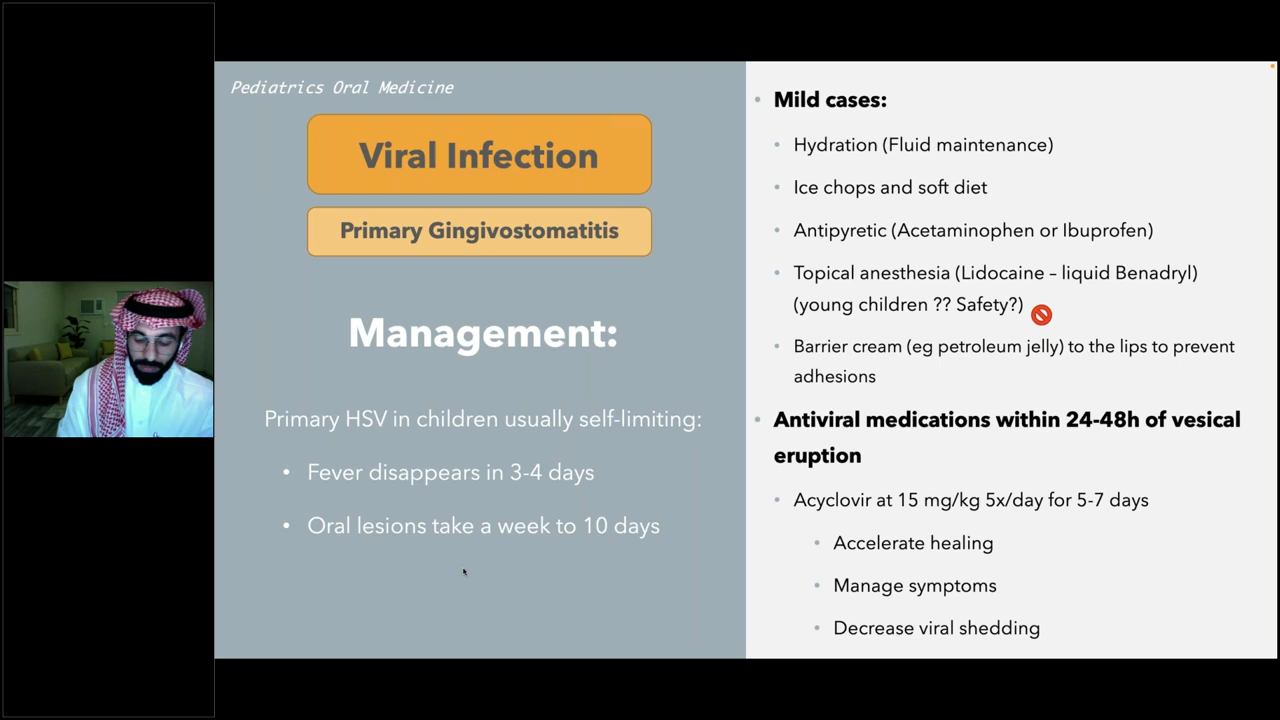 Pediatrics Oral Medicine
Viral Infection
Primary Gingivostomatitis
Management:
Primary HSV in children usually self-limiting:
• Fever disappears in 3-4 days
• Oral lesions take a week to 10 days
• Mild cases:
• Hydration (Fluid maintenance)
• Ice chops and soft diet
• Antipyretic (Acetaminophen or Ibuprofen)
• Topical anesthesia (Lidocaine – liquid Benadryl)
(young children ?? Safety?)
• Barrier cream (eg petroleum jelly) to the lips to prevent
adhesions
• Antiviral medications within 24-48h of vesical
eruption
• Acyclovir at 15 mg/kg 5x/day for 5-7 days
• Accelerate healing
• Manage symptoms
• Decrease viral shedding